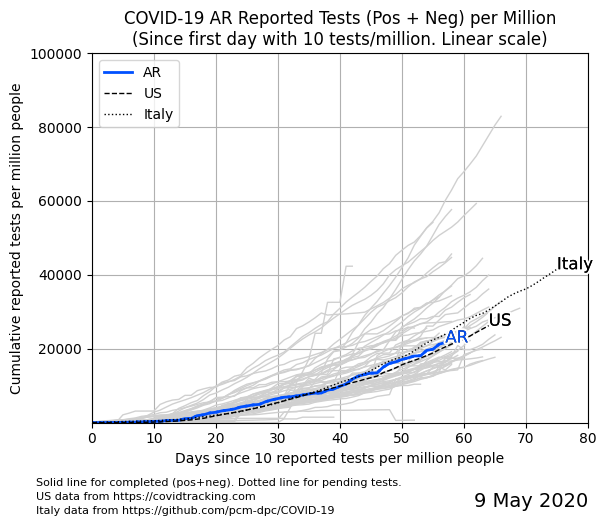 COVID-19 AR Reported Tests (Pos + Neg) per Million
(Since first day with 10 tests/million. Linear scale)
Cumulative reported tests per million people
100000
80000
60000
40000
20000
AR
US
Italy
Italy
US
AR
0 10 20 30 40 50 60 70 80
Days since 10 reported tests per million people
Solid line for completed (pos+neg). Dotted line for pending tests.
US data from https://covidtracking.com
Italy data from https://github.com/pcm-dpc/COVID-19
9 May 2020